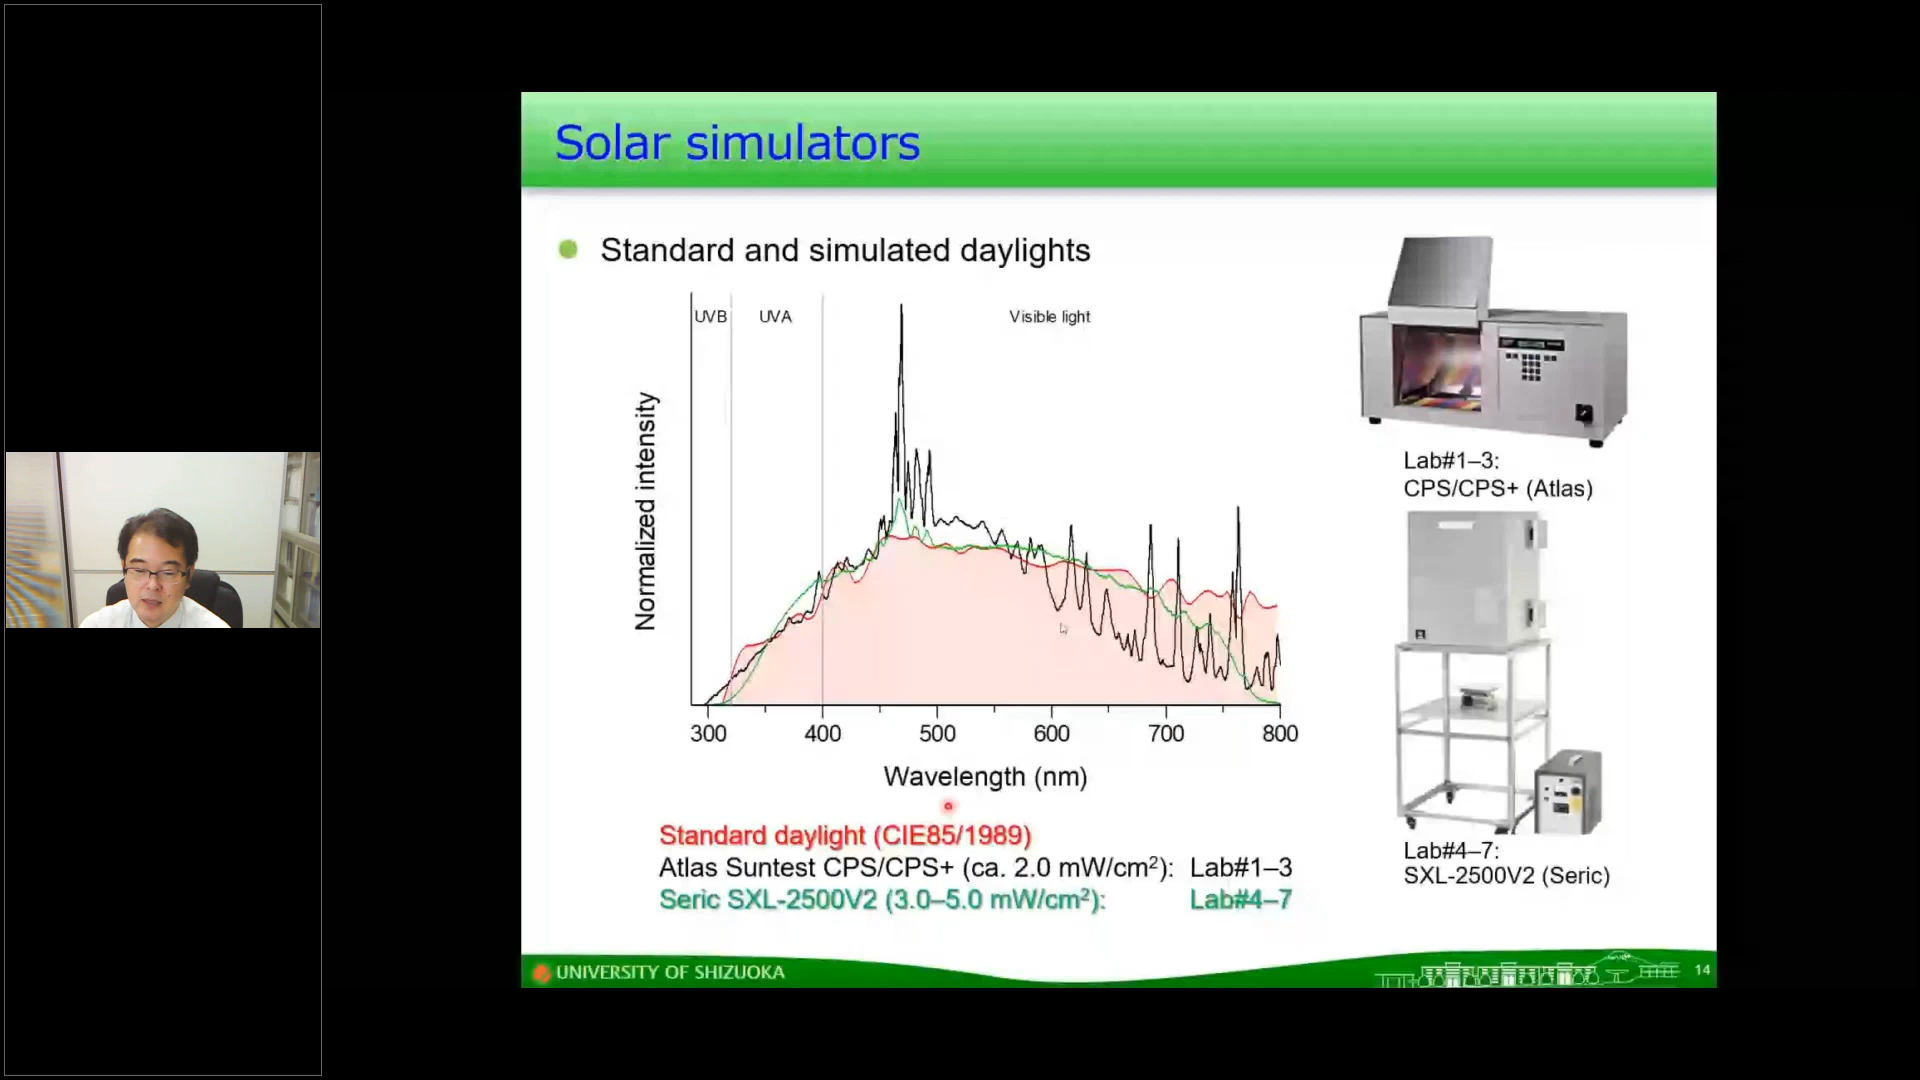 Solar simulators
Standard and simulated daylights
UVB
UVA
Visible light
Normalized intensity
300
400
500
600
700
800
Wavelength (nm)
Standard daylight (CIE85/1989)
Atlas Suntest CPS/CPS+ (ca. 2.0 mW/cm²): Lab#1–3
Seric SXL-2500V2 (3.0–5.0 mW/cm²): Lab#4–7
Lab#1–3:
CPS/CPS+ (Atlas)
Lab#4–7:
SXL-2500V2 (Seric)
UNIVERSITY OF SHIZUOKA
14